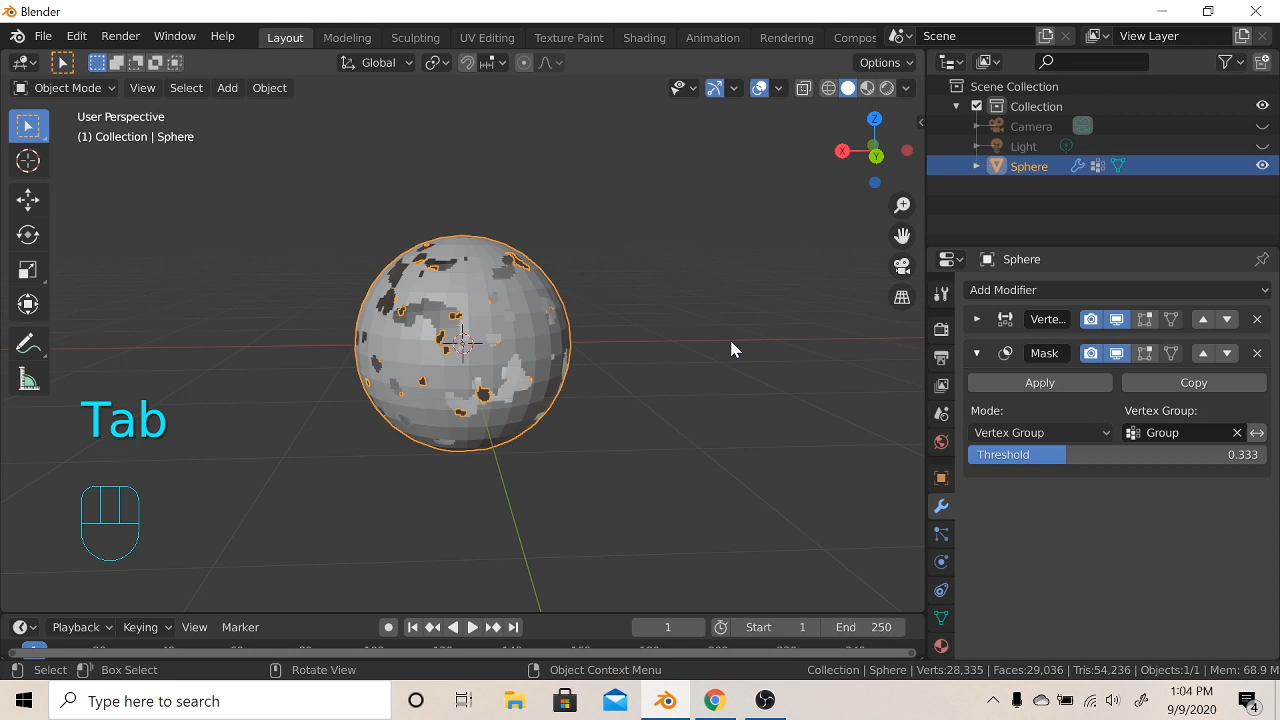 Blender
File Edit Render Window Help Layout Modeling Sculpting UV Editing Texture Paint Shading Animation Rendering Compos Scene View Layer
Global Options
Object Mode View Select Add Object
User Perspective
(1) Collection | Sphere
Scene Collection
Collection
Camera
Light
Sphere
Z
X
Y
Sphere
Add Modifier
Verte...
Mask
Apply Copy
Mode: Vertex Group:
Vertex Group Group
Threshold 0.333
Tab
Playback Keying View Marker 1 Start 1 End 250
Select Box Select Rotate View Object Context Menu Collection | Sphere | Verts:28,335 | Faces:29,036 | Tris:54,236 | Objects:1/1 | Mem: 68.9 M
Type here to search
1:04 PM
9/9/2020
4